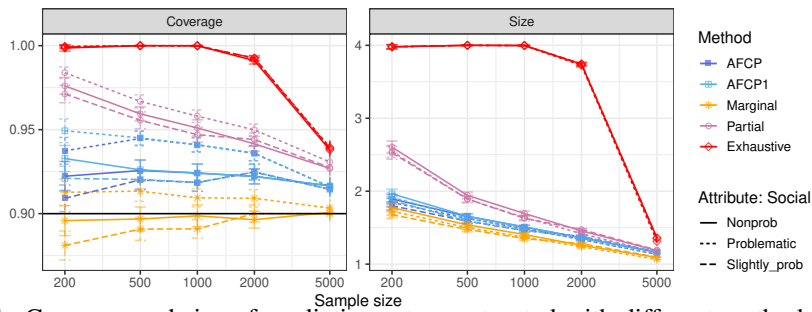 Coverage
Size
1.00
0.95
0.90
4
3
2
1
200
500
1000
2000
5000
200
500
1000
2000
5000
Sample size
Method
AFCP
AFCP1
Marginal
Partial
Exhaustive
Attribute: Social
Nonprob
Problematic
Slightly_prob